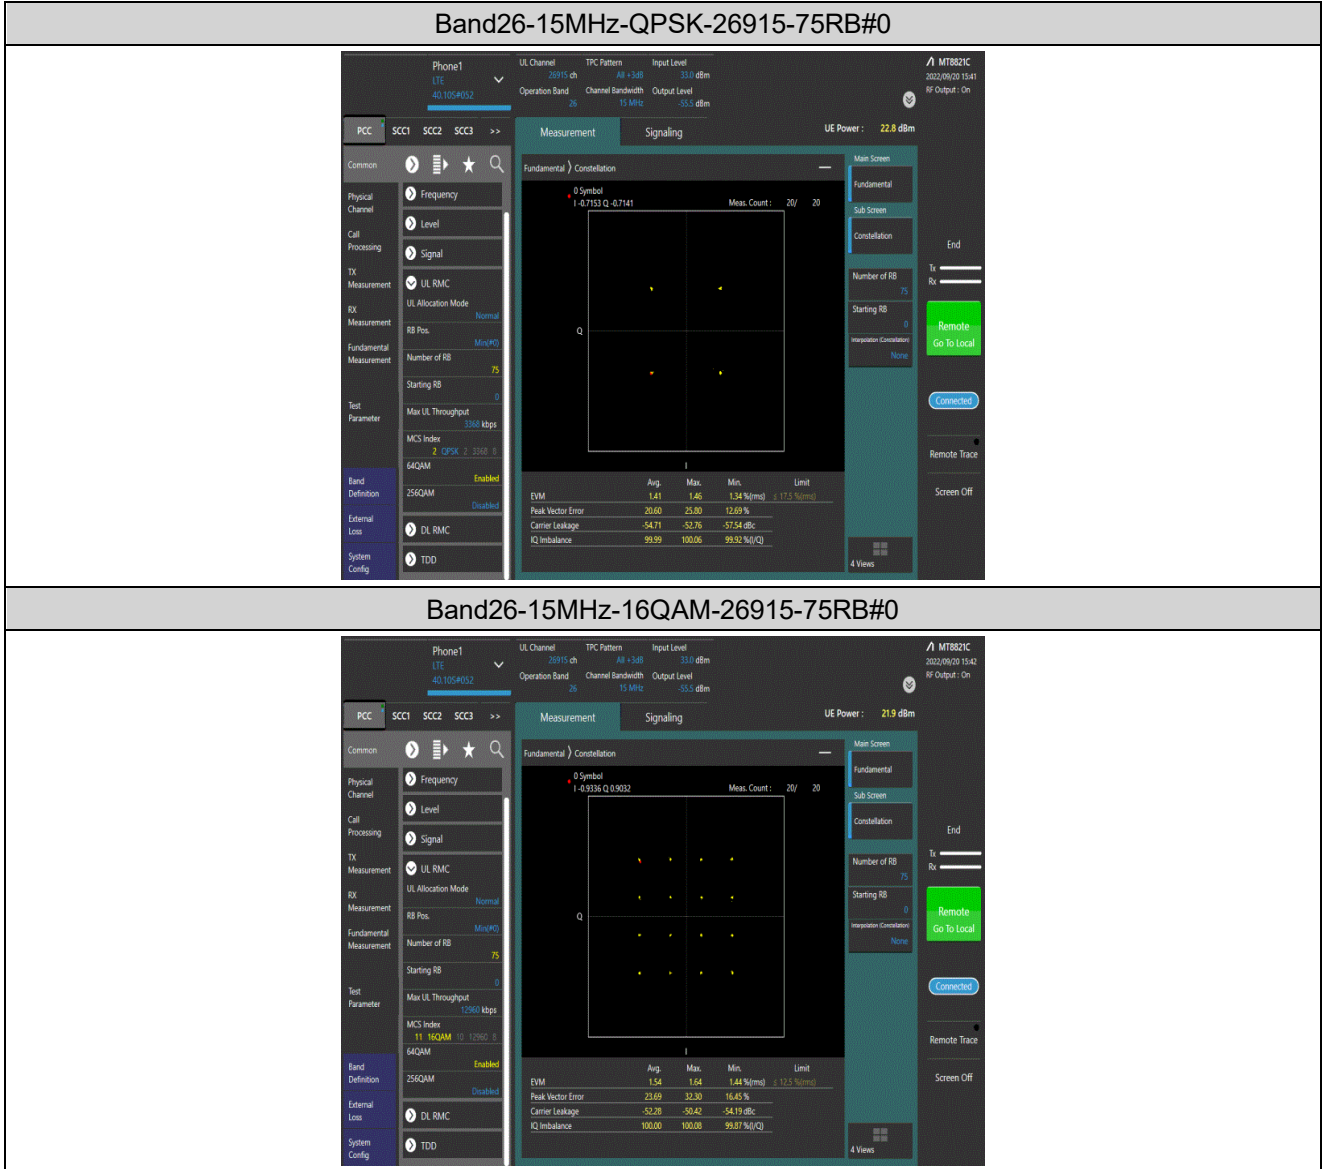 Band26-15MHz-QPSK-26915-75RB#0
Phone1
LTE
40.105#052
UL Channel TPC Pattern Input Level
26915 ch All +3dB 33.0 dBm
Operation Band Channel Bandwidth Output Level
26 15 MHz -55.5 dBm
MT8821C
2022/09/20 15:41
RF Output : On
PCC SCC1 SCC2 SCC3 >>
Measurement Signaling
UE Power : 22.8 dBm
Common
Physical
Channel
Call
Processing
TX
Measurement
RX
Measurement
Fundamental
Measurement
Test
Parameter
Band
Definition
External
Loss
System
Config
Frequency
Level
Signal
UL RMC
UL Allocation Mode
Normal
RB Pos.
Min(#0)
Number of RB
75
Starting RB
0
Max UL Throughput
3368 kbps
MCS Index
2 QPSK 2 3368 8
64QAM
Enabled
256QAM
Disabled
DL RMC
TDD
Fundamental Constellation
0 Symbol
I -0.7153 Q -0.7141 Meas. Count : 20/ 20
Q
I
Avg. Max. Min. Limit
EVM 1.41 1.46 1.34 %(rms) ≤ 17.5 %(rms)
Peak Vector Error 20.60 25.80 12.69 %
Carrier Leakage -54.71 -52.76 -57.54 dBc
IQ Imbalance 99.99 100.06 99.92 %(I/Q)
Main Screen
Fundamental
Sub Screen
Constellation
Number of RB
75
Starting RB
0
Interpolation (Constellation)
None
4 Views
End
Tx
Rx
Remote
Go To Local
Connected
Remote Trace
Screen Off
Band26-15MHz-16QAM-26915-75RB#0
Phone1
LTE
40.105#052
UL Channel TPC Pattern Input Level
26915 ch All +3dB 33.0 dBm
Operation Band Channel Bandwidth Output Level
26 15 MHz -55.5 dBm
MT8821C
2022/09/20 15:42
RF Output : On
PCC SCC1 SCC2 SCC3 >>
Measurement Signaling
UE Power : 21.9 dBm
Common
Physical
Channel
Call
Processing
TX
Measurement
RX
Measurement
Fundamental
Measurement
Test
Parameter
Band
Definition
External
Loss
System
Config
Frequency
Level
Signal
UL RMC
UL Allocation Mode
Normal
RB Pos.
Min(#0)
Number of RB
75
Starting RB
0
Max UL Throughput
12960 kbps
MCS Index
11 16QAM 10 12960 8
64QAM
Enabled
256QAM
Disabled
DL RMC
TDD
Fundamental Constellation
0 Symbol
I -0.9336 Q 0.9032 Meas. Count : 20/ 20
Q
I
Avg. Max. Min. Limit
EVM 1.54 1.64 1.44 %(rms) ≤ 12.5 %(rms)
Peak Vector Error 23.69 32.30 16.45 %
Carrier Leakage -52.28 -50.42 -54.19 dBc
IQ Imbalance 100.00 100.08 99.87 %(I/Q)
Main Screen
Fundamental
Sub Screen
Constellation
Number of RB
75
Starting RB
0
Interpolation (Constellation)
None
4 Views
End
Tx
Rx
Remote
Go To Local
Connected
Remote Trace
Screen Off